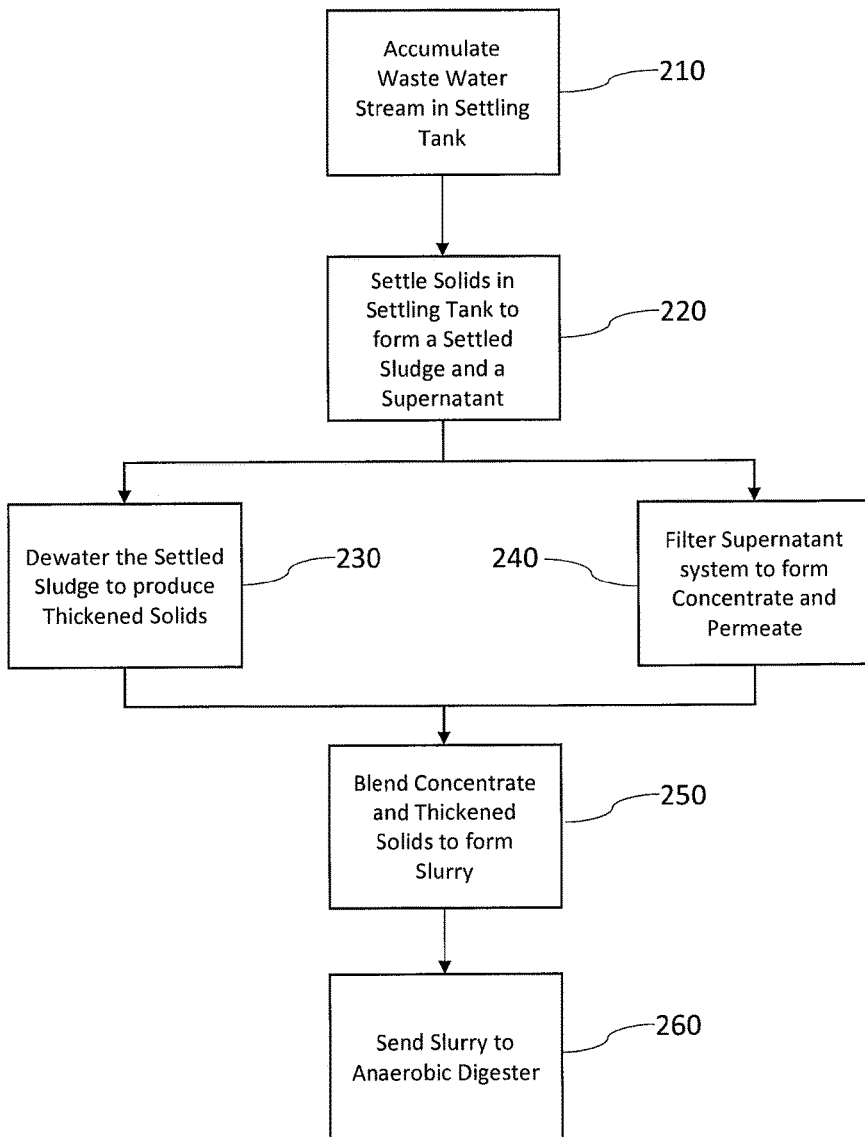 Accumulate
Waste Water
Stream in Settling
Tank
210
Settle Solids in
Settling Tank to
form a Settled
Sludge and a
Supernatant
220
Dewater the Settled
Sludge to produce
Thickened Solids
230
240
Filter Supernatant
system to form
Concentrate and
Permeate
Blend Concentrate
and Thickened
Solids to form
Slurry
250
Send Slurry to
Anaerobic Digester
260